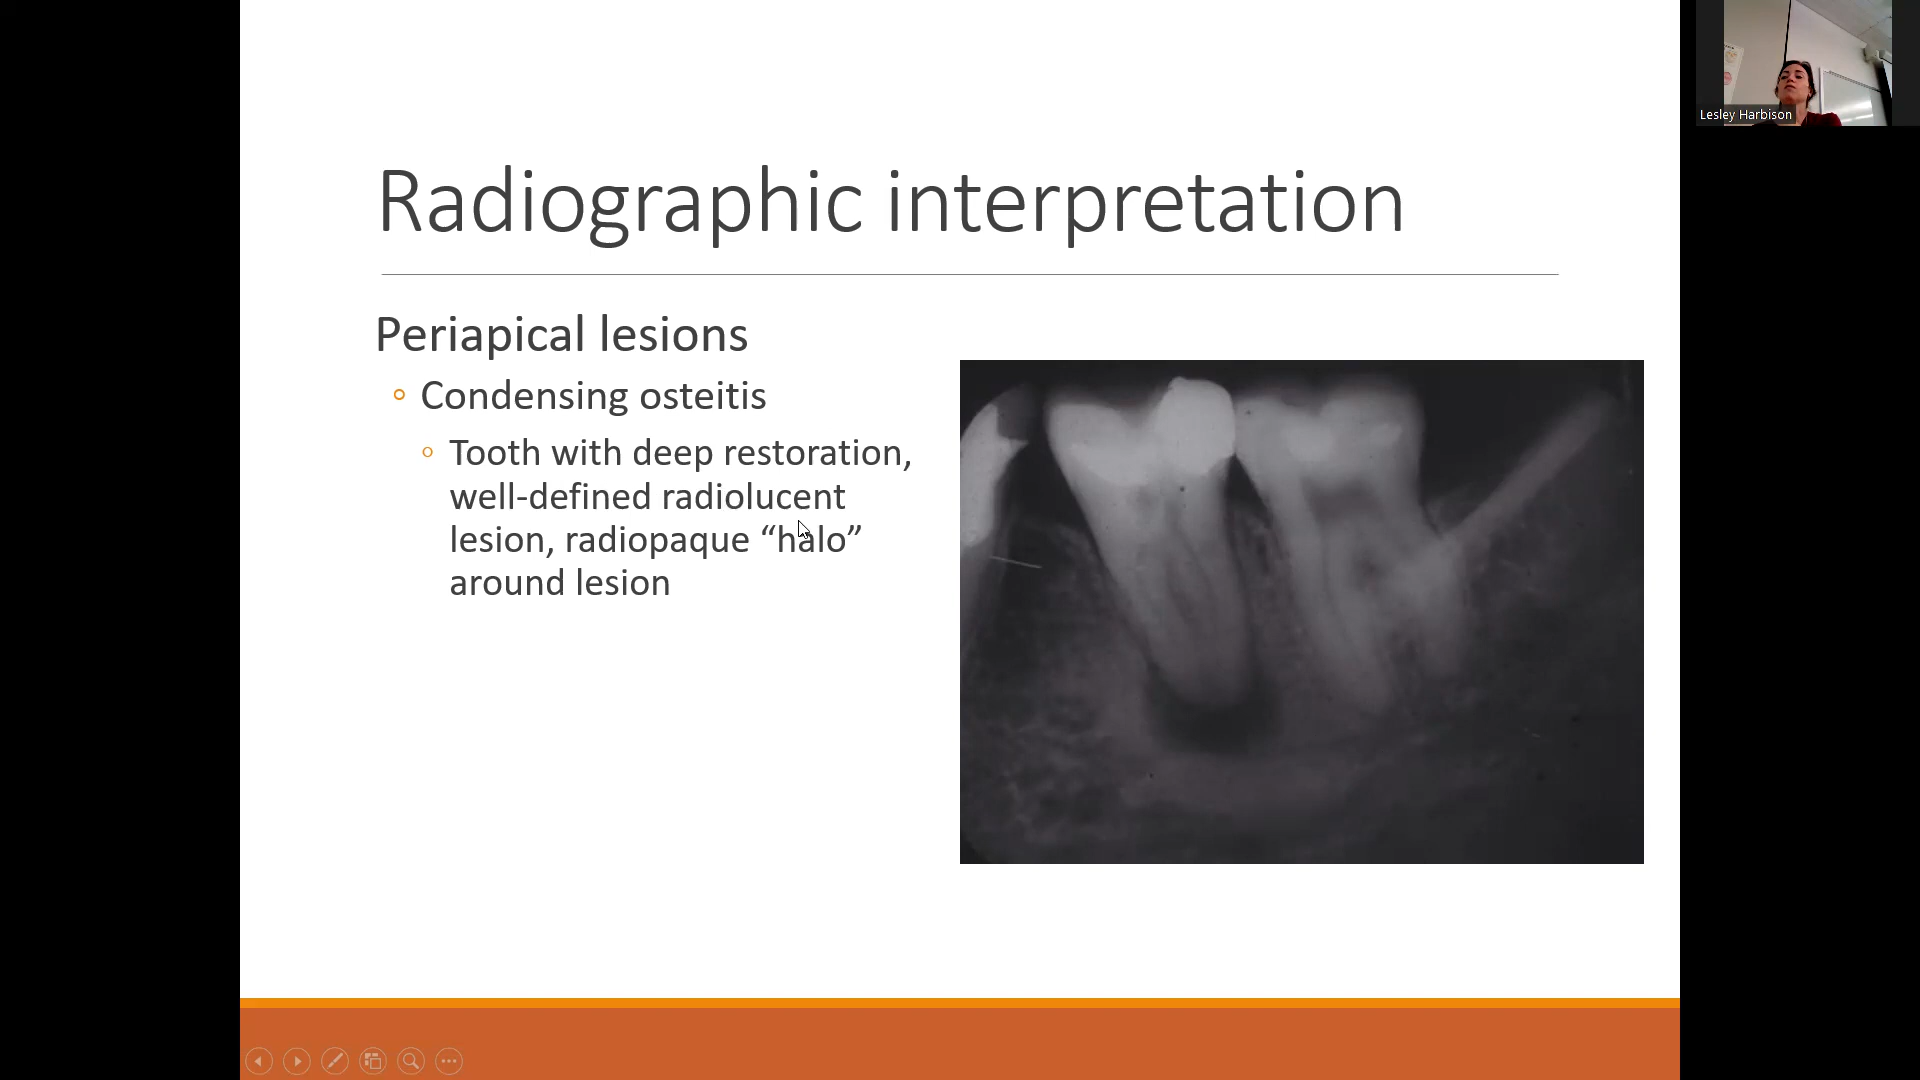 Radiographic interpretation
Periapical lesions
Condensing osteitis
Tooth with deep restoration,
well-defined radiolucent
lesion, radiopaque “halo”
around lesion
Lesley Harbison